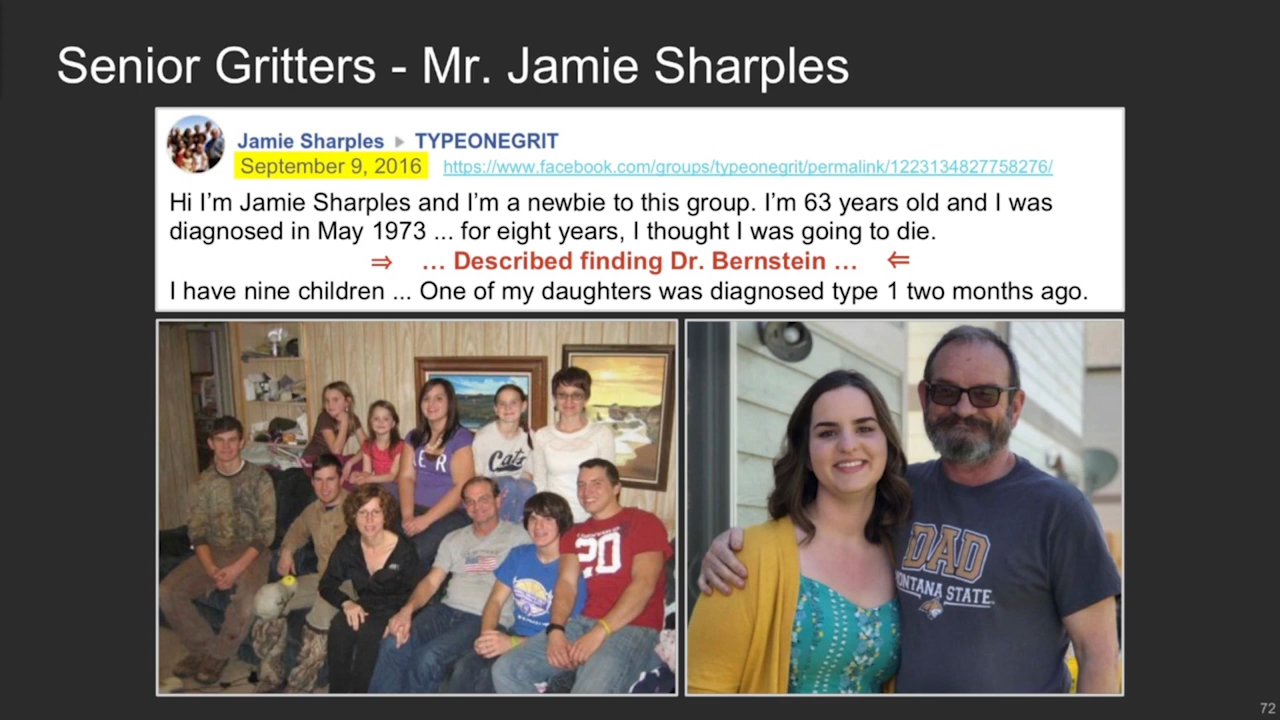 Senior Gritters - Mr. Jamie Sharples
Jamie Sharples ▶ TYPEONEGRIT
September 9, 2016 https://www.facebook.com/groups/typeonegrit/permalink/1223134827758276/
Hi I’m Jamie Sharples and I’m a newbie to this group. I’m 63 years old and I was
diagnosed in May 1973 ... for eight years, I thought I was going to die.
⇒ … Described finding Dr. Bernstein … ⇐
I have nine children ... One of my daughters was diagnosed type 1 two months ago.
Cats
20
DAD
MONTANA STATE
72